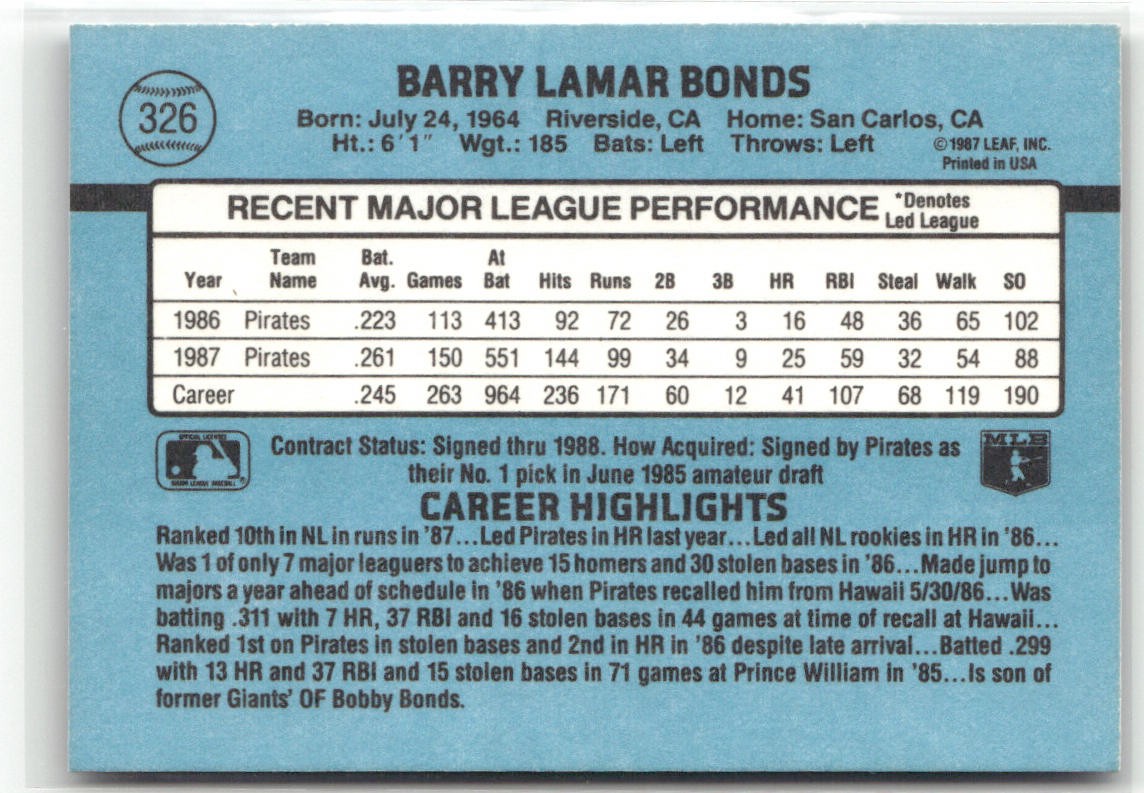 326
BARRY LAMAR BONDS
Born: July 24, 1964 Riverside, CA Home: San Carlos, CA
Ht.: 6'1" Wgt.: 185 Bats: Left Throws: Left
©1987 LEAF, INC.
Printed in USA
RECENT MAJOR LEAGUE PERFORMANCE *Denotes
Led League
Year Team Name Bat. Avg. Games At Bat Hits Runs 2B 3B HR RBI Steal Walk SO
1986 Pirates .223 113 413 92 72 26 3 16 48 36 65 102
1987 Pirates .261 150 551 144 99 34 9 25 59 32 54 88
Career .245 263 964 236 171 60 12 41 107 68 119 190
OFFICIAL LICENSEE
MAJOR LEAGUE BASEBALL
Contract Status: Signed thru 1988. How Acquired: Signed by Pirates as
their No. 1 pick in June 1985 amateur draft
MLB
CAREER HIGHLIGHTS
Ranked 10th in NL in runs in '87...Led Pirates in HR last year...Led all NL rookies in HR in '86...
Was 1 of only 7 major leaguers to achieve 15 homers and 30 stolen bases in '86...Made jump to
majors a year ahead of schedule in '86 when Pirates recalled him from Hawaii 5/30/86...Was
batting .311 with 7 HR, 37 RBI and 16 stolen bases in 44 games at time of recall at Hawaii...
Ranked 1st on Pirates in stolen bases and 2nd in HR in '86 despite late arrival...Batted .299
with 13 HR and 37 RBI and 15 stolen bases in 71 games at Prince William in '85...Is son of
former Giants' OF Bobby Bonds.